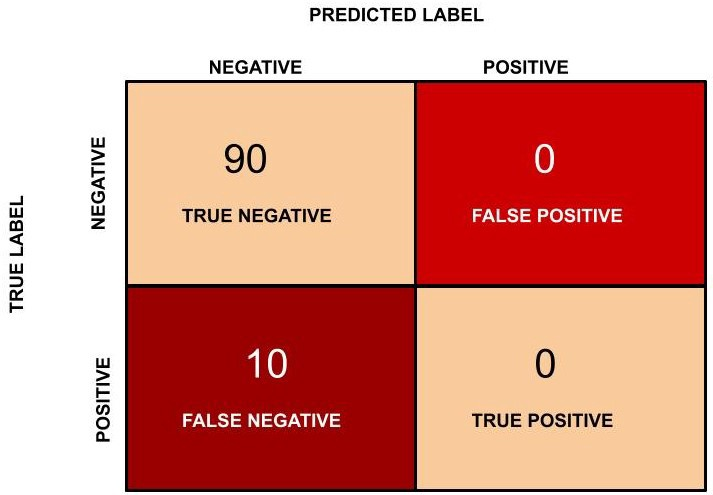 PREDICTED LABEL
NEGATIVE POSITIVE
TRUE LABEL
NEGATIVE
90
TRUE NEGATIVE
0
FALSE POSITIVE
POSITIVE
10
FALSE NEGATIVE
0
TRUE POSITIVE